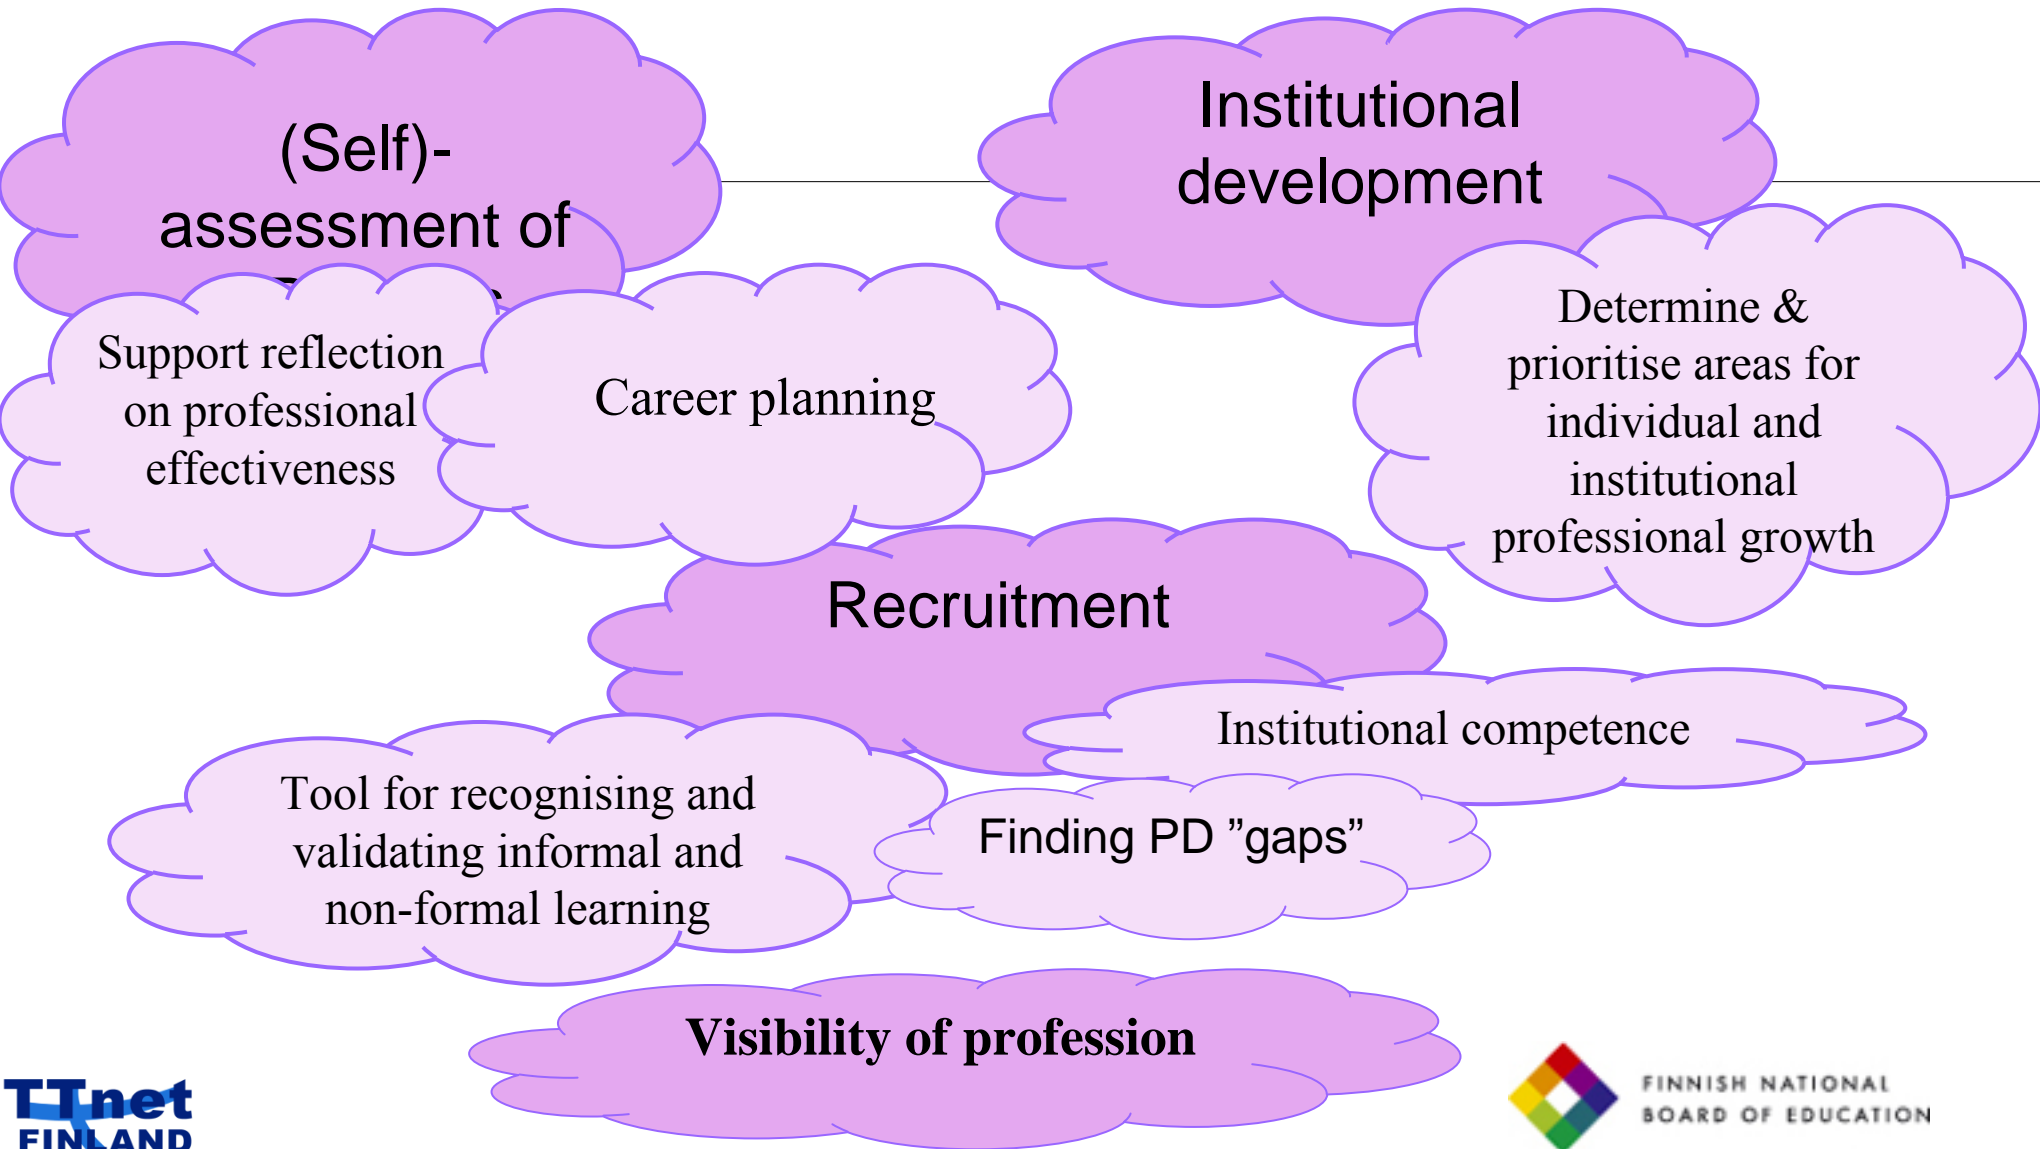 (Self)-
assessment of
Institutional
development
Support reflection
on professional
effectiveness
Career planning
Determine &
prioritise areas for
individual and
institutional
professional growth
Recruitment
Institutional competence
Tool for recognising and
validating informal and
non-formal learning
Finding PD ”gaps”
Visibility of profession
TTnet
FINLAND
FINNISH NATIONAL
BOARD OF EDUCATION